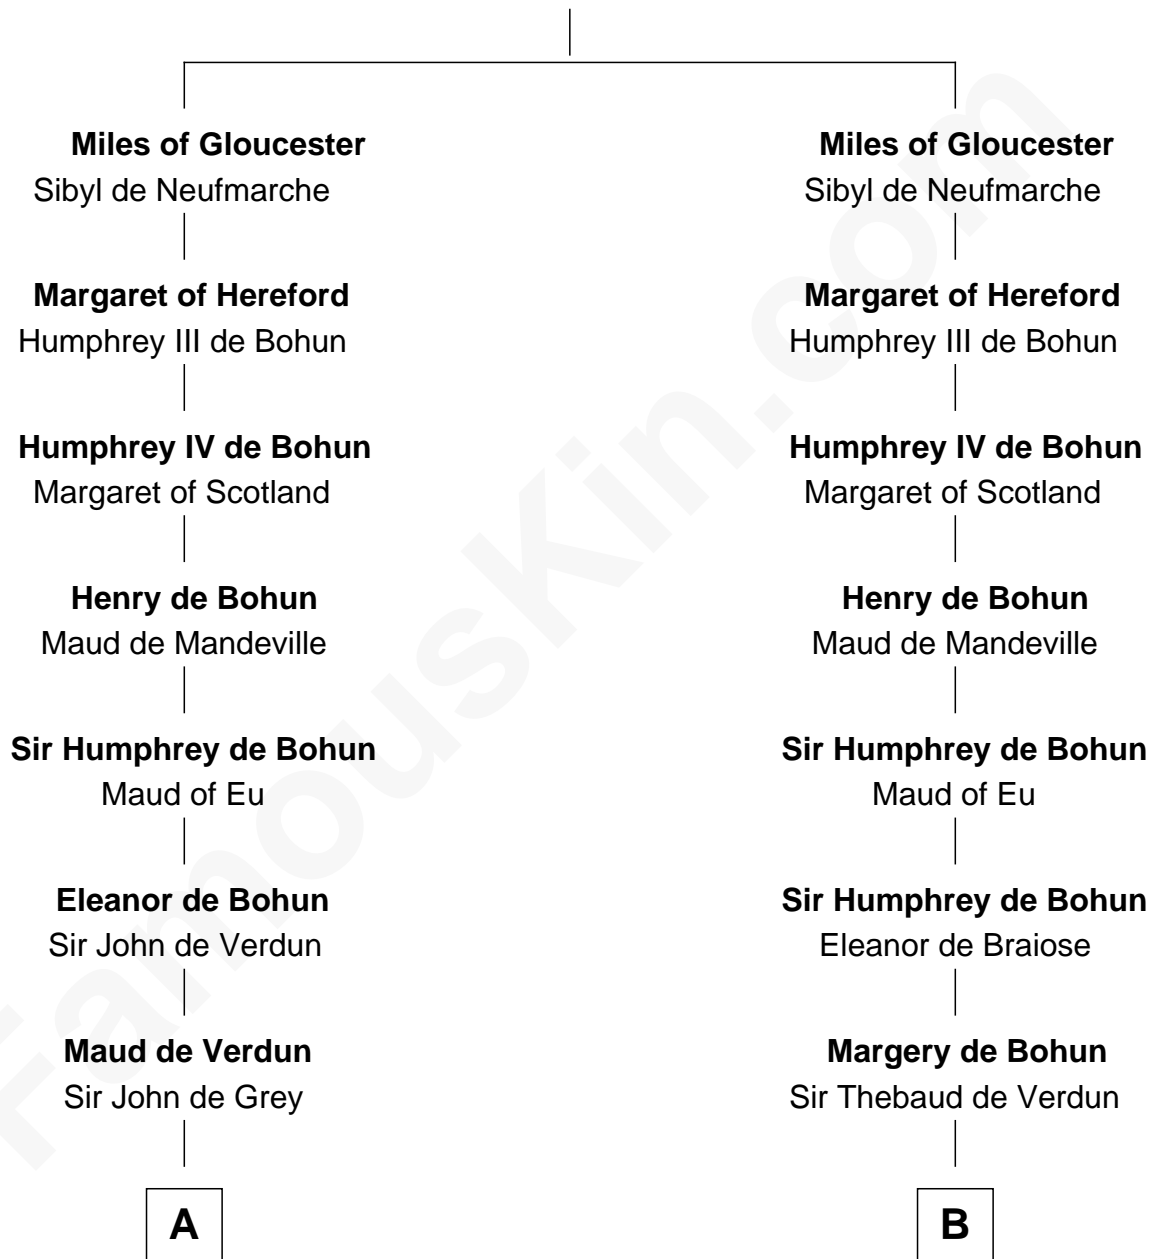 Miles of Gloucester
Sibyl de Neufmarche
Margaret of Hereford
Humphrey III de Bohun
Humphrey IV de Bohun
Margaret of Scotland
Henry de Bohun
Maud de Mandeville
Sir Humphrey de Bohun
Maud of Eu
Eleanor de Bohun
Sir John de Verdun
Maud de Verdun
Sir John de Grey
A
Miles of Gloucester
Sibyl de Neufmarche
Margaret of Hereford
Humphrey III de Bohun
Humphrey IV de Bohun
Margaret of Scotland
Henry de Bohun
Maud de Mandeville
Sir Humphrey de Bohun
Maud of Eu
Sir Humphrey de Bohun
Eleanor de Braiose
Margery de Bohun
Sir Thebaud de Verdun
B
FamousKin.com